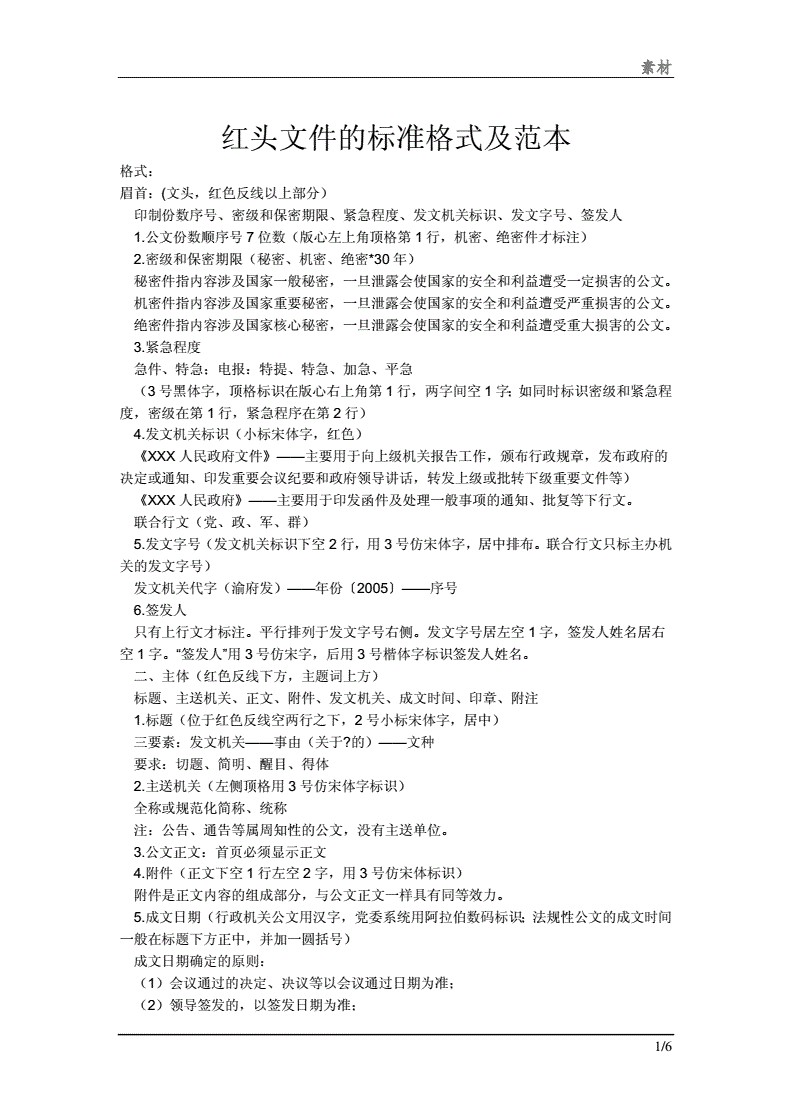 素材
红头文件的标准格式及范本
格式：
眉首：(文头，红色反线以上部分）
印制份数序号、密级和保密期限、紧急程度、发文机关标识、发文字号、签发人
1.公文份数顺序号 7 位数（版心左上角顶格第 1 行，机密、绝密件才标注）
2.密级和保密期限（秘密、机密、绝密*30 年）
秘密件指内容涉及国家一般秘密，一旦泄露会使国家的安全和利益遭受一定损害的公文。
机密件指内容涉及国家重要秘密，一旦泄露会使国家的安全和利益遭受严重损害的公文。
绝密件指内容涉及国家核心秘密，一旦泄露会使国家的安全和利益遭受重大损害的公文。
3.紧急程度
急件、特急；电报：特提、特急、加急、平急
（3 号黑体字，顶格标识在版心右上角第 1 行，两字间空 1 字；如同时标识密级和紧急程
度，密级在第 1 行，紧急程序在第 2 行）
4.发文机关标识（小标宋体字，红色）
《XXX 人民政府文件》——主要用于向上级机关报告工作，颁布行政规章，发布政府的
决定或通知、印发重要会议纪要和政府领导讲话，转发上级或批转下级重要文件等）
《XXX 人民政府》——主要用于印发函件及处理一般事项的通知、批复等下行文。
联合行文（党、政、军、群）
5.发文字号（发文机关标识下空 2 行，用 3 号仿宋体字，居中排布。联合行文只标主办机
关的发文字号）
发文机关代字（渝府发）——年份〔2005〕——序号
6.签发人
只有上行文才标注。平行排列于发文字号右侧。发文字号居左空 1 字，签发人姓名居右
空 1 字。“签发人”用 3 号仿宋字，后用 3 号楷体字标识签发人姓名。
二、主体（红色反线下方，主题词上方）
标题、主送机关、正文、附件、发文机关、成文时间、印章、附注
1.标题（位于红色反线空两行之下，2 号小标宋体字，居中）
三要素：发文机关——事由（关于?的）——文种
要求：切题、简明、醒目、得体
2.主送机关（左侧顶格用 3 号仿宋体字标识）
全称或规范化简称、统称
注：公告、通告等属周知性的公文，没有主送单位。
3.公文正文：首页必须显示正文
4.附件（正文下空 1 行左空 2 字，用 3 号仿宋体标识）
附件是正文内容的组成部分，与公文正文一样具有同等效力。
5.成文日期（行政机关公文用汉字，党委系统用阿拉伯数码标识；法规性公文的成文时间
一般在标题下方正中，并加一圆括号）
成文日期确定的原则：
（1）会议通过的决定、决议等以会议通过日期为准；
（2）领导签发的，以签发日期为准；
1/6